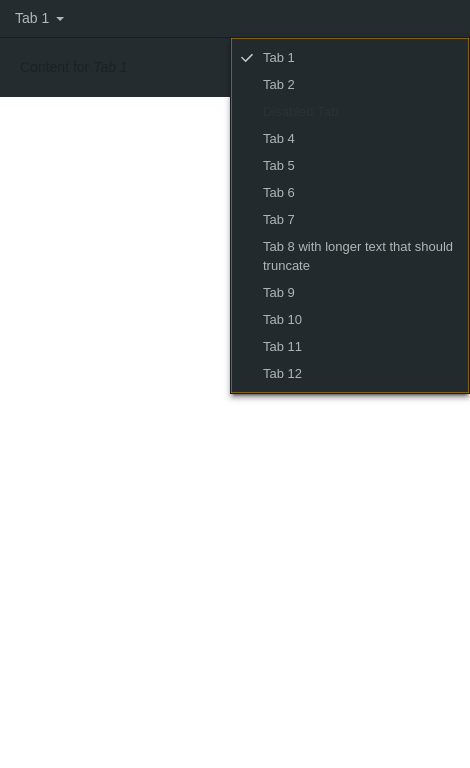 Tab 1
Content for Tab 1
Tab 1
Tab 2
Disabled Tab
Tab 4
Tab 5
Tab 6
Tab 7
Tab 8 with longer text that should
truncate
Tab 9
Tab 10
Tab 11
Tab 12